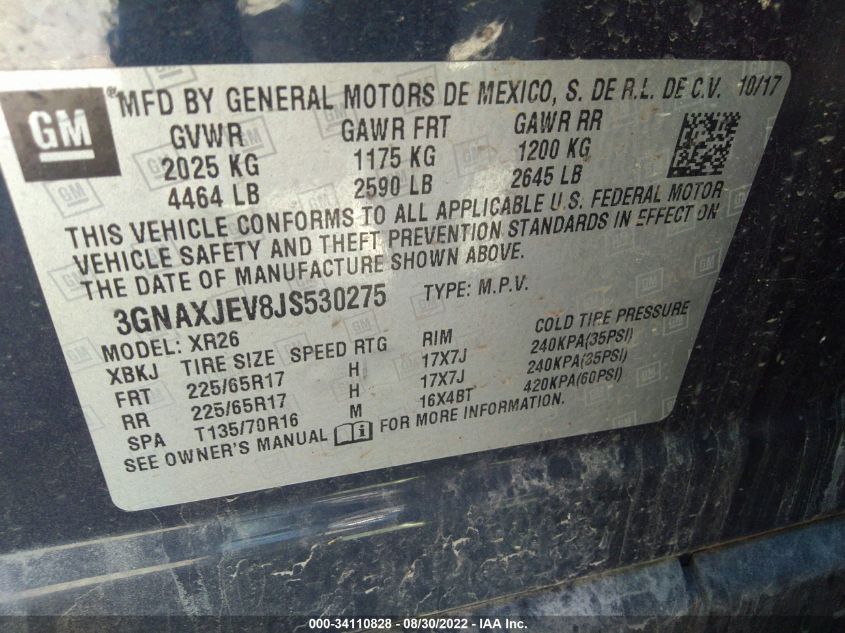 GM
® MFD BY GENERAL MOTORS DE MEXICO, S. DE R.L. DE C.V. 10/17
GVWR GAWR FRT GAWR RR
2025 KG 1175 KG 1200 KG
4464 LB 2590 LB 2645 LB
THIS VEHICLE CONFORMS TO ALL APPLICABLE U.S. FEDERAL MOTOR
VEHICLE SAFETY AND THEFT PREVENTION STANDARDS IN EFFECT ON
THE DATE OF MANUFACTURE SHOWN ABOVE.
3GNAXJEV8JS530275 TYPE: M.P.V.
MODEL: XR26
XBKJ TIRE SIZE SPEED RTG RIM COLD TIRE PRESSURE
FRT 225/65R17 H 17X7J 240KPA(35PSI)
RR 225/65R17 H 17X7J 240KPA(35PSI)
SPA T135/70R16 M 16X4BT 420KPA(60PSI)
SEE OWNER'S MANUAL FOR MORE INFORMATION.
000-34110828 - 08/30/2022 - IAA Inc.